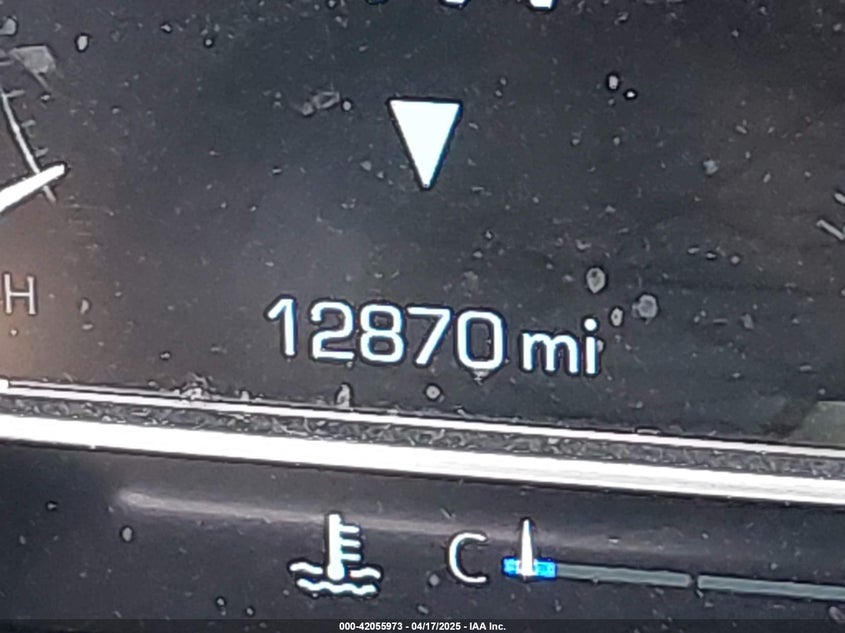 H
12870 mi
C
000-42055973 - 04/17/2025 - IAA Inc.